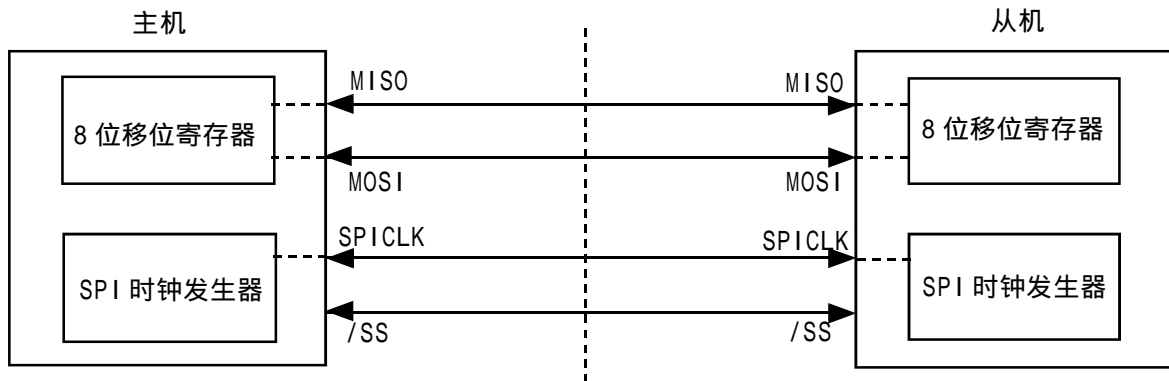 主机
从机
MISO
MISO
8 位移位寄存器
8 位移位寄存器
MOSI
MOSI
SPICLK
SPICLK
SPI 时钟发生器
SPI 时钟发生器
/SS
/SS